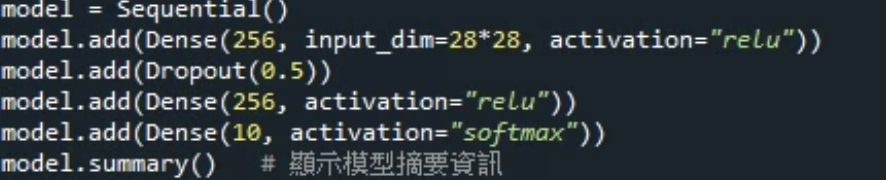 model = Sequential()
model.add(Dense(256, input_dim=28*28, activation="relu"))
model.add(Dropout(0.5))
model.add(Dense(256, activation="relu"))
model.add(Dense(10, activation="softmax"))
model.summary()   # 顯示模型摘要資訊